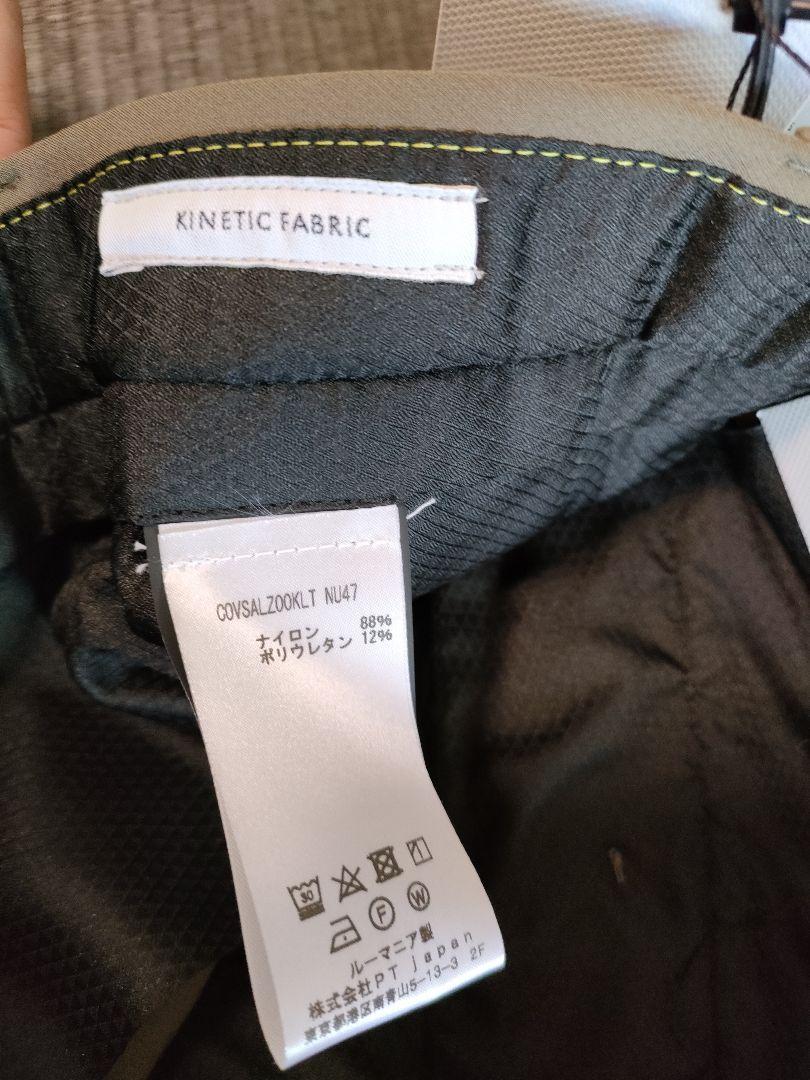 KINETIC FABRIC
COVSALZOOKLT NU47
ナイロン 88%
ポリウレタン 12%
30
F W
ルーマニア製
株式会社PT japan
東京都港区南青山5-13-3 2F